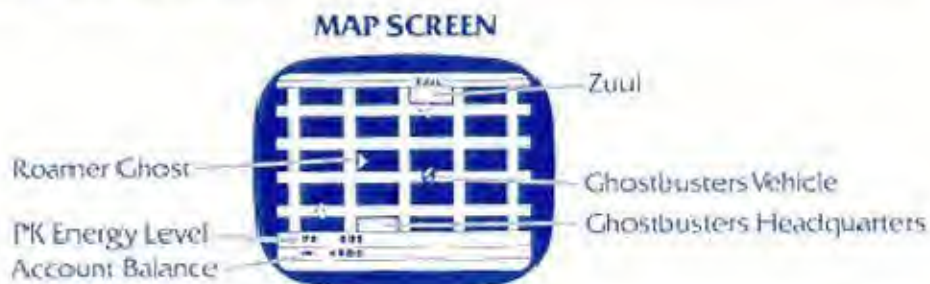 MAP SCREEN
Zuul
Roamer Ghost
Ghostbusters Vehicle
Ghostbusters Headquarters
PK Energy Level
Account Balance